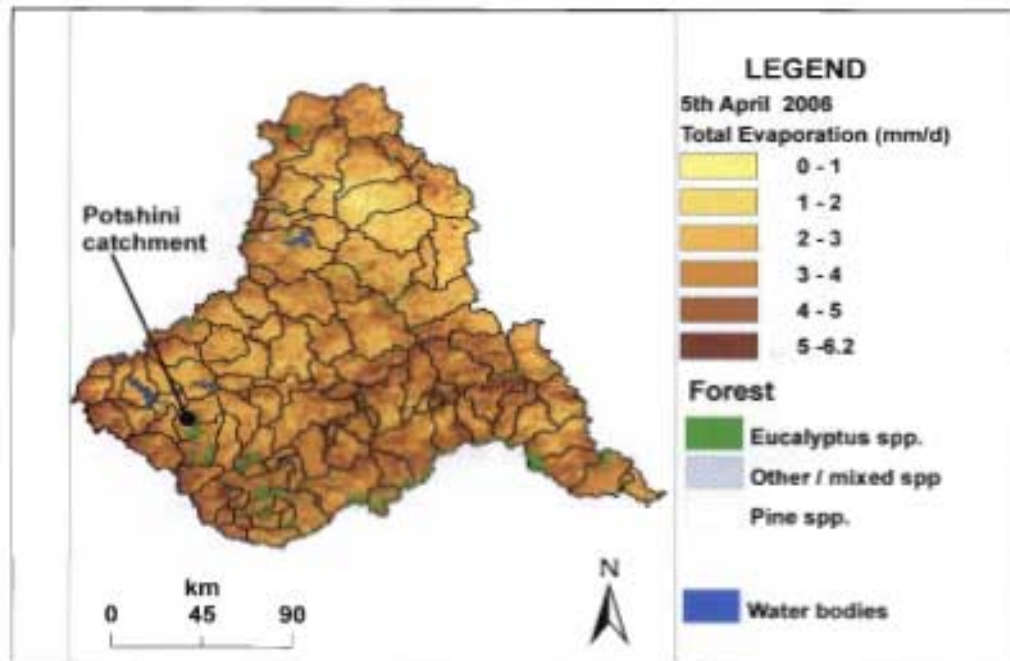 LEGEND
5th April 2006
Total Evaporation (mm/d)
0 - 1
1 - 2
2 - 3
3 - 4
4 - 5
5 -6.2
Forest
Eucalyptus spp.
Other / mixed spp
Pine spp.
Water bodies
Potshini
catchment
km
0 45 90
N